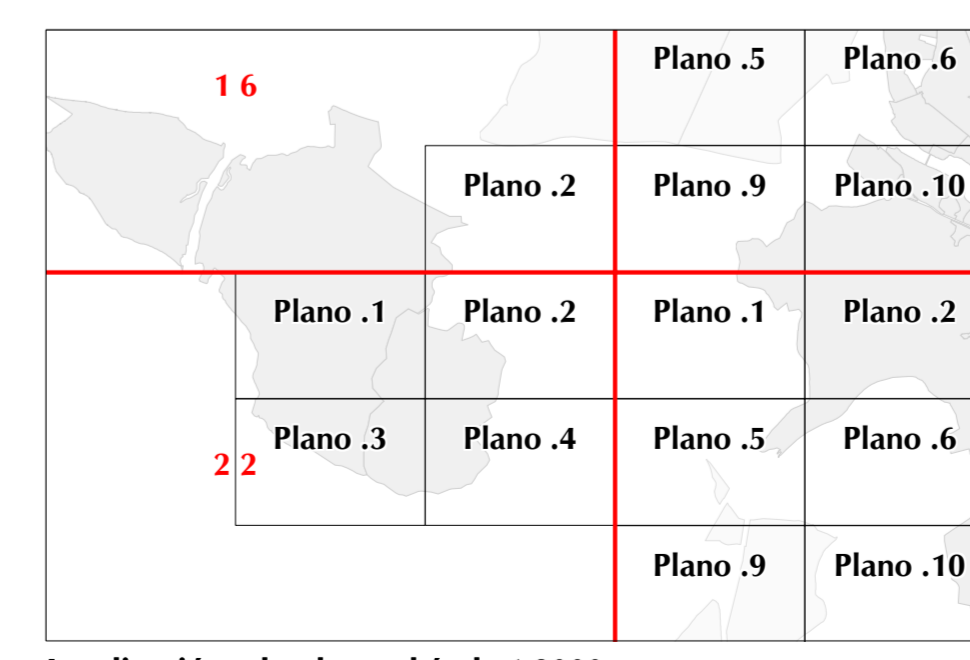 Plano .5 Plano .6
1 6
Plano .2 Plano .9 Plano .10
Plano .1 Plano .2 Plano .1 Plano .2
Plano .3 Plano .4 Plano .5 Plano .6
2 2
Plano .9 Plano .10